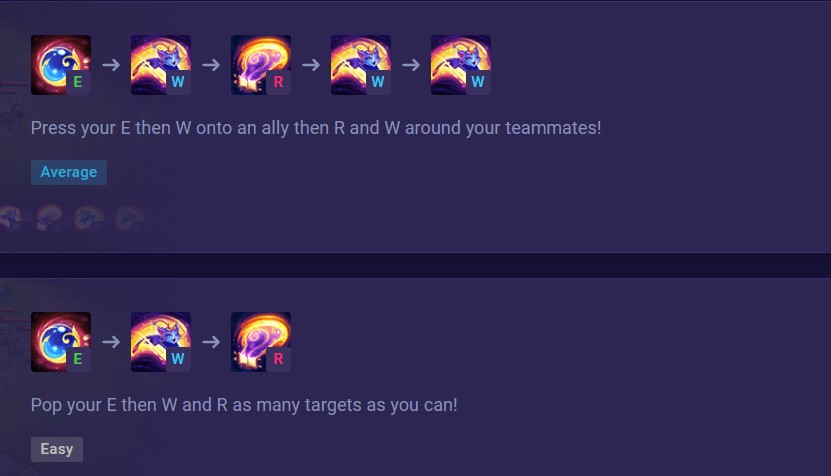 E W R W W
Press your E then W onto an ally then R and W around your teammates!
Average
E W R
Pop your E then W and R as many targets as you can!
Easy